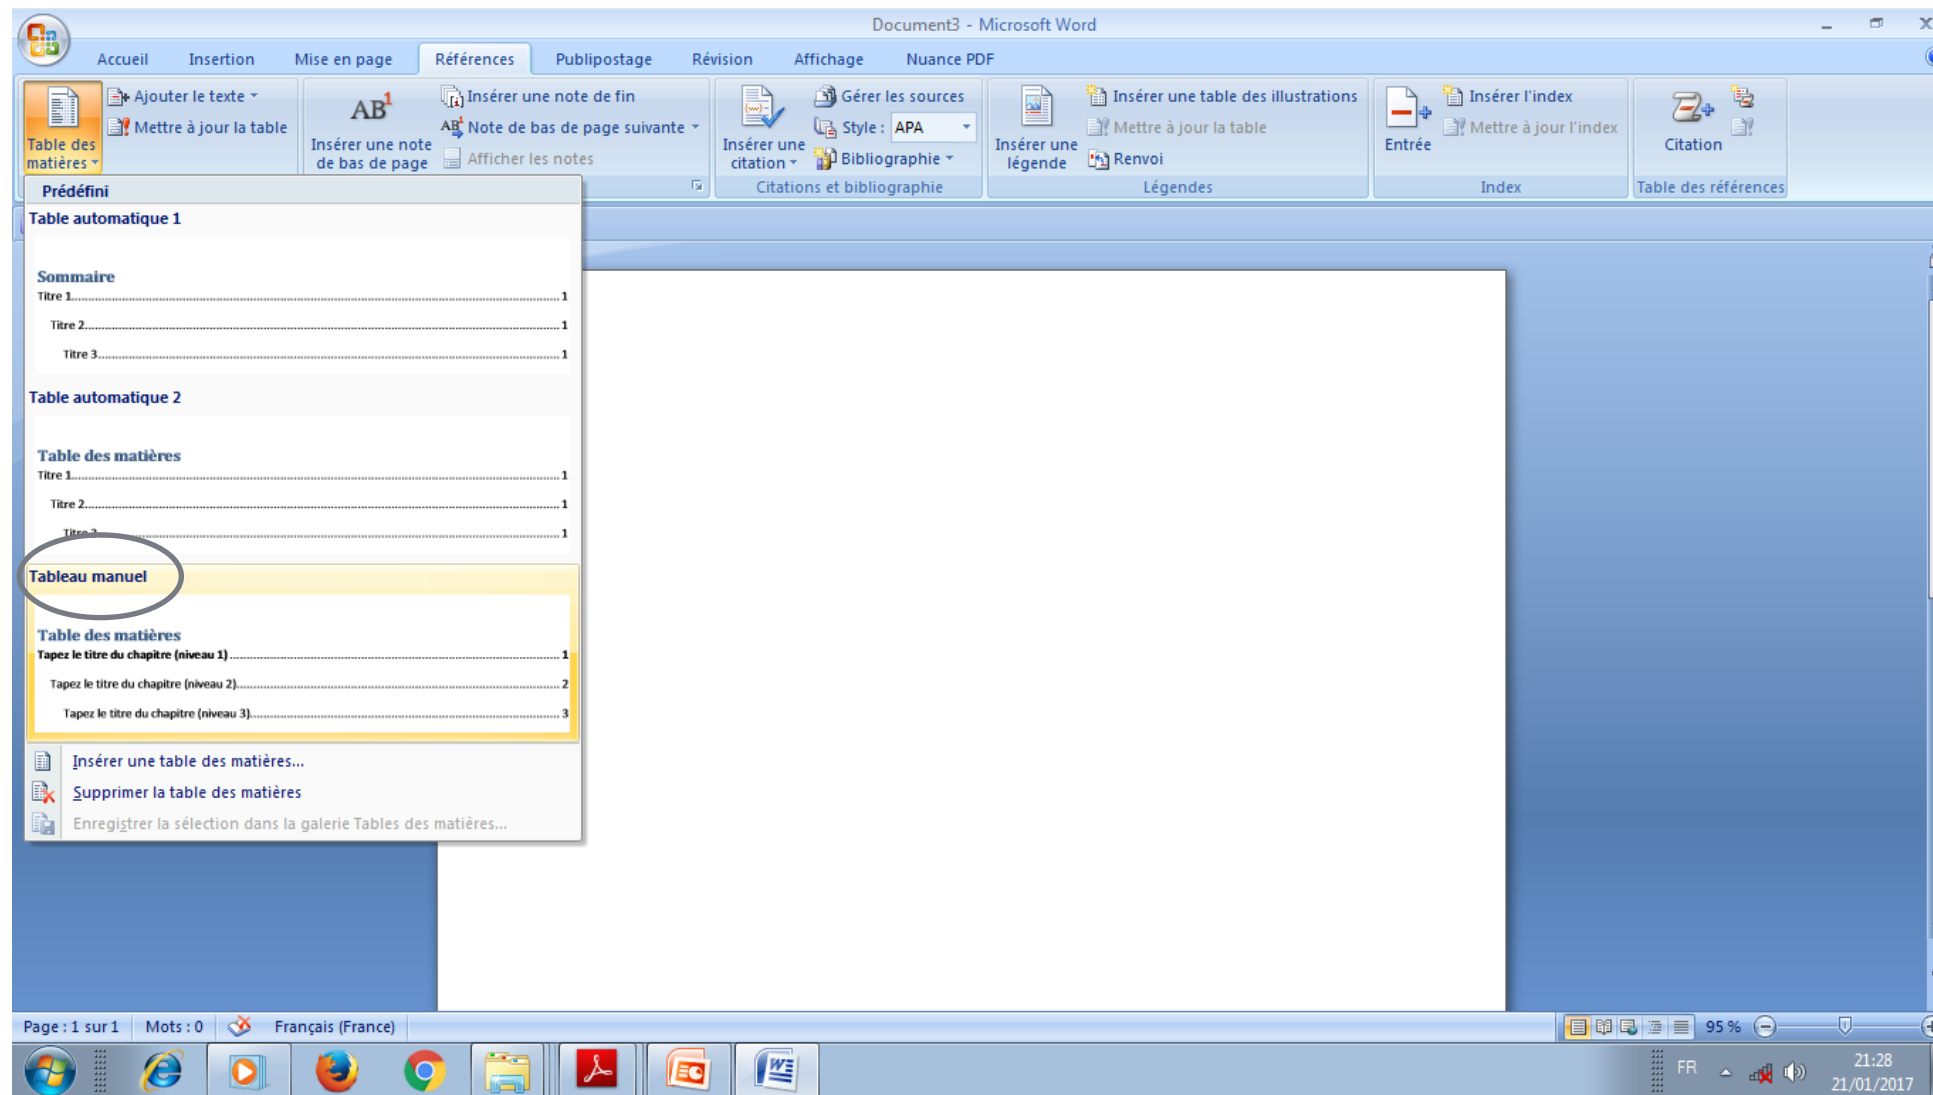 Document3 - Microsoft Word
Accueil Insertion Mise en page Références Publipostage Révision Affichage Nuance PDF
Table des matières
Ajouter le texte
Mettre à jour la table
AB1
Insérer une note
de bas de page
Insérer une note de fin
AB1 Note de bas de page suivante
Afficher les notes
Insérer une
citation
Gérer les sources
Style : APA
Bibliographie
Citations et bibliographie
Insérer une
légende
Insérer une table des illustrations
Mettre à jour la table
Renvoi
Légendes
Entrée
Insérer l'index
Mettre à jour l'index
Index
Citation
Table des références
Prédéfini
Table automatique 1
Sommaire
Titre 1 1
Titre 2 1
Titre 3 1
Table automatique 2
Table des matières
Titre 1 1
Titre 2 1
Titre 3 1
Tableau manuel
Table des matières
Tapez le titre du chapitre (niveau 1) 1
Tapez le titre du chapitre (niveau 2) 2
Tapez le titre du chapitre (niveau 3) 3
Insérer une table des matières...
Supprimer la table des matières
Enregistrer la sélection dans la galerie Tables des matières...
Page : 1 sur 1 Mots : 0 Français (France) 95 %
FR 21:28
21/01/2017